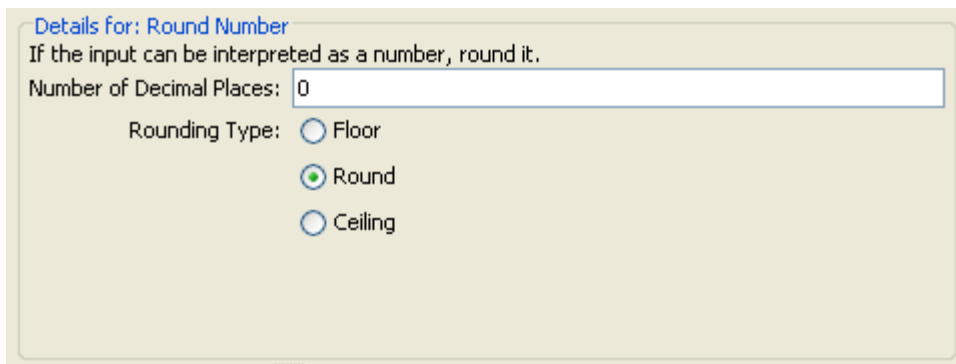 Details for: Round Number
If the input can be interpreted as a number, round it.
Number of Decimal Places: 0
Rounding Type: Floor
Round
Ceiling